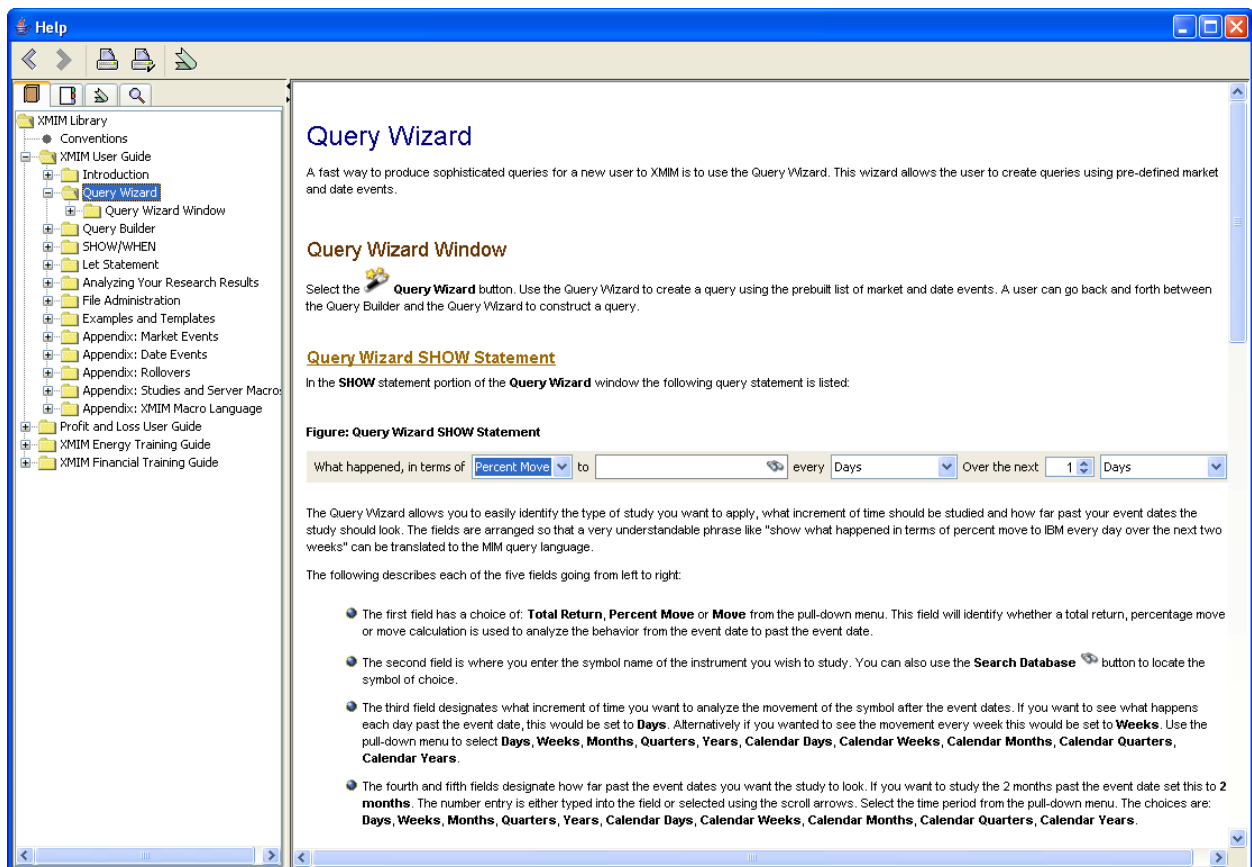 Help
XMIM Library
Conventions
XMIM User Guide
Introduction
Query Wizard
Query Wizard Window
Query Builder
SHOW/WHEN
Let Statement
Analyzing Your Research Results
File Administration
Examples and Templates
Appendix: Market Events
Appendix: Date Events
Appendix: Rollovers
Appendix: Studies and Server Macro
Appendix: XMIM Macro Language
Profit and Loss User Guide
XMIM Energy Training Guide
XMIM Financial Training Guide
Query Wizard
A fast way to produce sophisticated queries for a new user to XMIM is to use the Query Wizard. This wizard allows the user to create queries using pre-defined market
and date events.
Query Wizard Window
Select the Query Wizard button. Use the Query Wizard to create a query using the prebuilt list of market and date events. A user can go back and forth between
the Query Builder and the Query Wizard to construct a query.
Query Wizard SHOW Statement
In the SHOW statement portion of the Query Wizard window the following query statement is listed:
Figure: Query Wizard SHOW Statement
What happened, in terms of Percent Move to every Days Over the next 1 Days
The Query Wizard allows you to easily identify the type of study you want to apply, what increment of time should be studied and how far past your event dates the
study should look. The fields are arranged so that a very understandable phrase like "show what happened in terms of percent move to IBM every day over the next two
weeks" can be translated to the MIM query language.
The following describes each of the five fields going from left to right:
The first field has a choice of: Total Return, Percent Move or Move from the pull-down menu. This field will identify whether a total return, percentage move
or move calculation is used to analyze the behavior from the event date to past the event date.
The second field is where you enter the symbol name of the instrument you wish to study. You can also use the Search Database button to locate the
symbol of choice.
The third field designates what increment of time you want to analyze the movement of the symbol after the event dates. If you want to see what happens
each day past the event date, this would be set to Days. Alternatively if you wanted to see the movement every week this would be set to Weeks. Use the
pull-down menu to select Days, Weeks, Months, Quarters, Years, Calendar Days, Calendar Weeks, Calendar Months, Calendar Quarters,
Calendar Years.
The fourth and fifth fields designate how far past the event dates you want the study to look. If you want to study the 2 months past the event date set this to 2
months. The number entry is either typed into the field or selected using the scroll arrows. Select the time period from the pull-down menu. The choices are:
Days, Weeks, Months, Quarters, Years, Calendar Days, Calendar Weeks, Calendar Months, Calendar Quarters, Calendar Years.